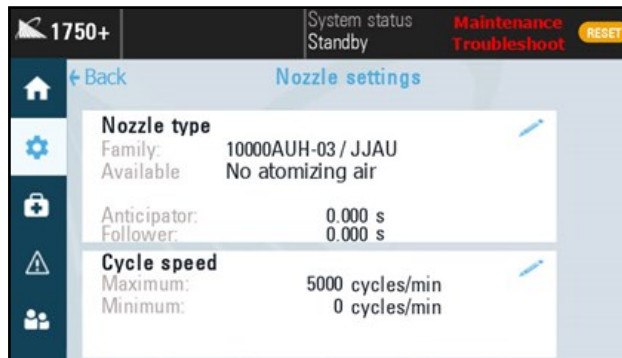 1750+
System status
Standby
Maintenance
Troubleshoot
RESET
Back
Nozzle settings
Nozzle type
Family: 10000AUH-03 / JJAU
Available No atomizing air
Anticipator: 0.000 s
Follower: 0.000 s
Cycle speed
Maximum: 5000 cycles/min
Minimum: 0 cycles/min